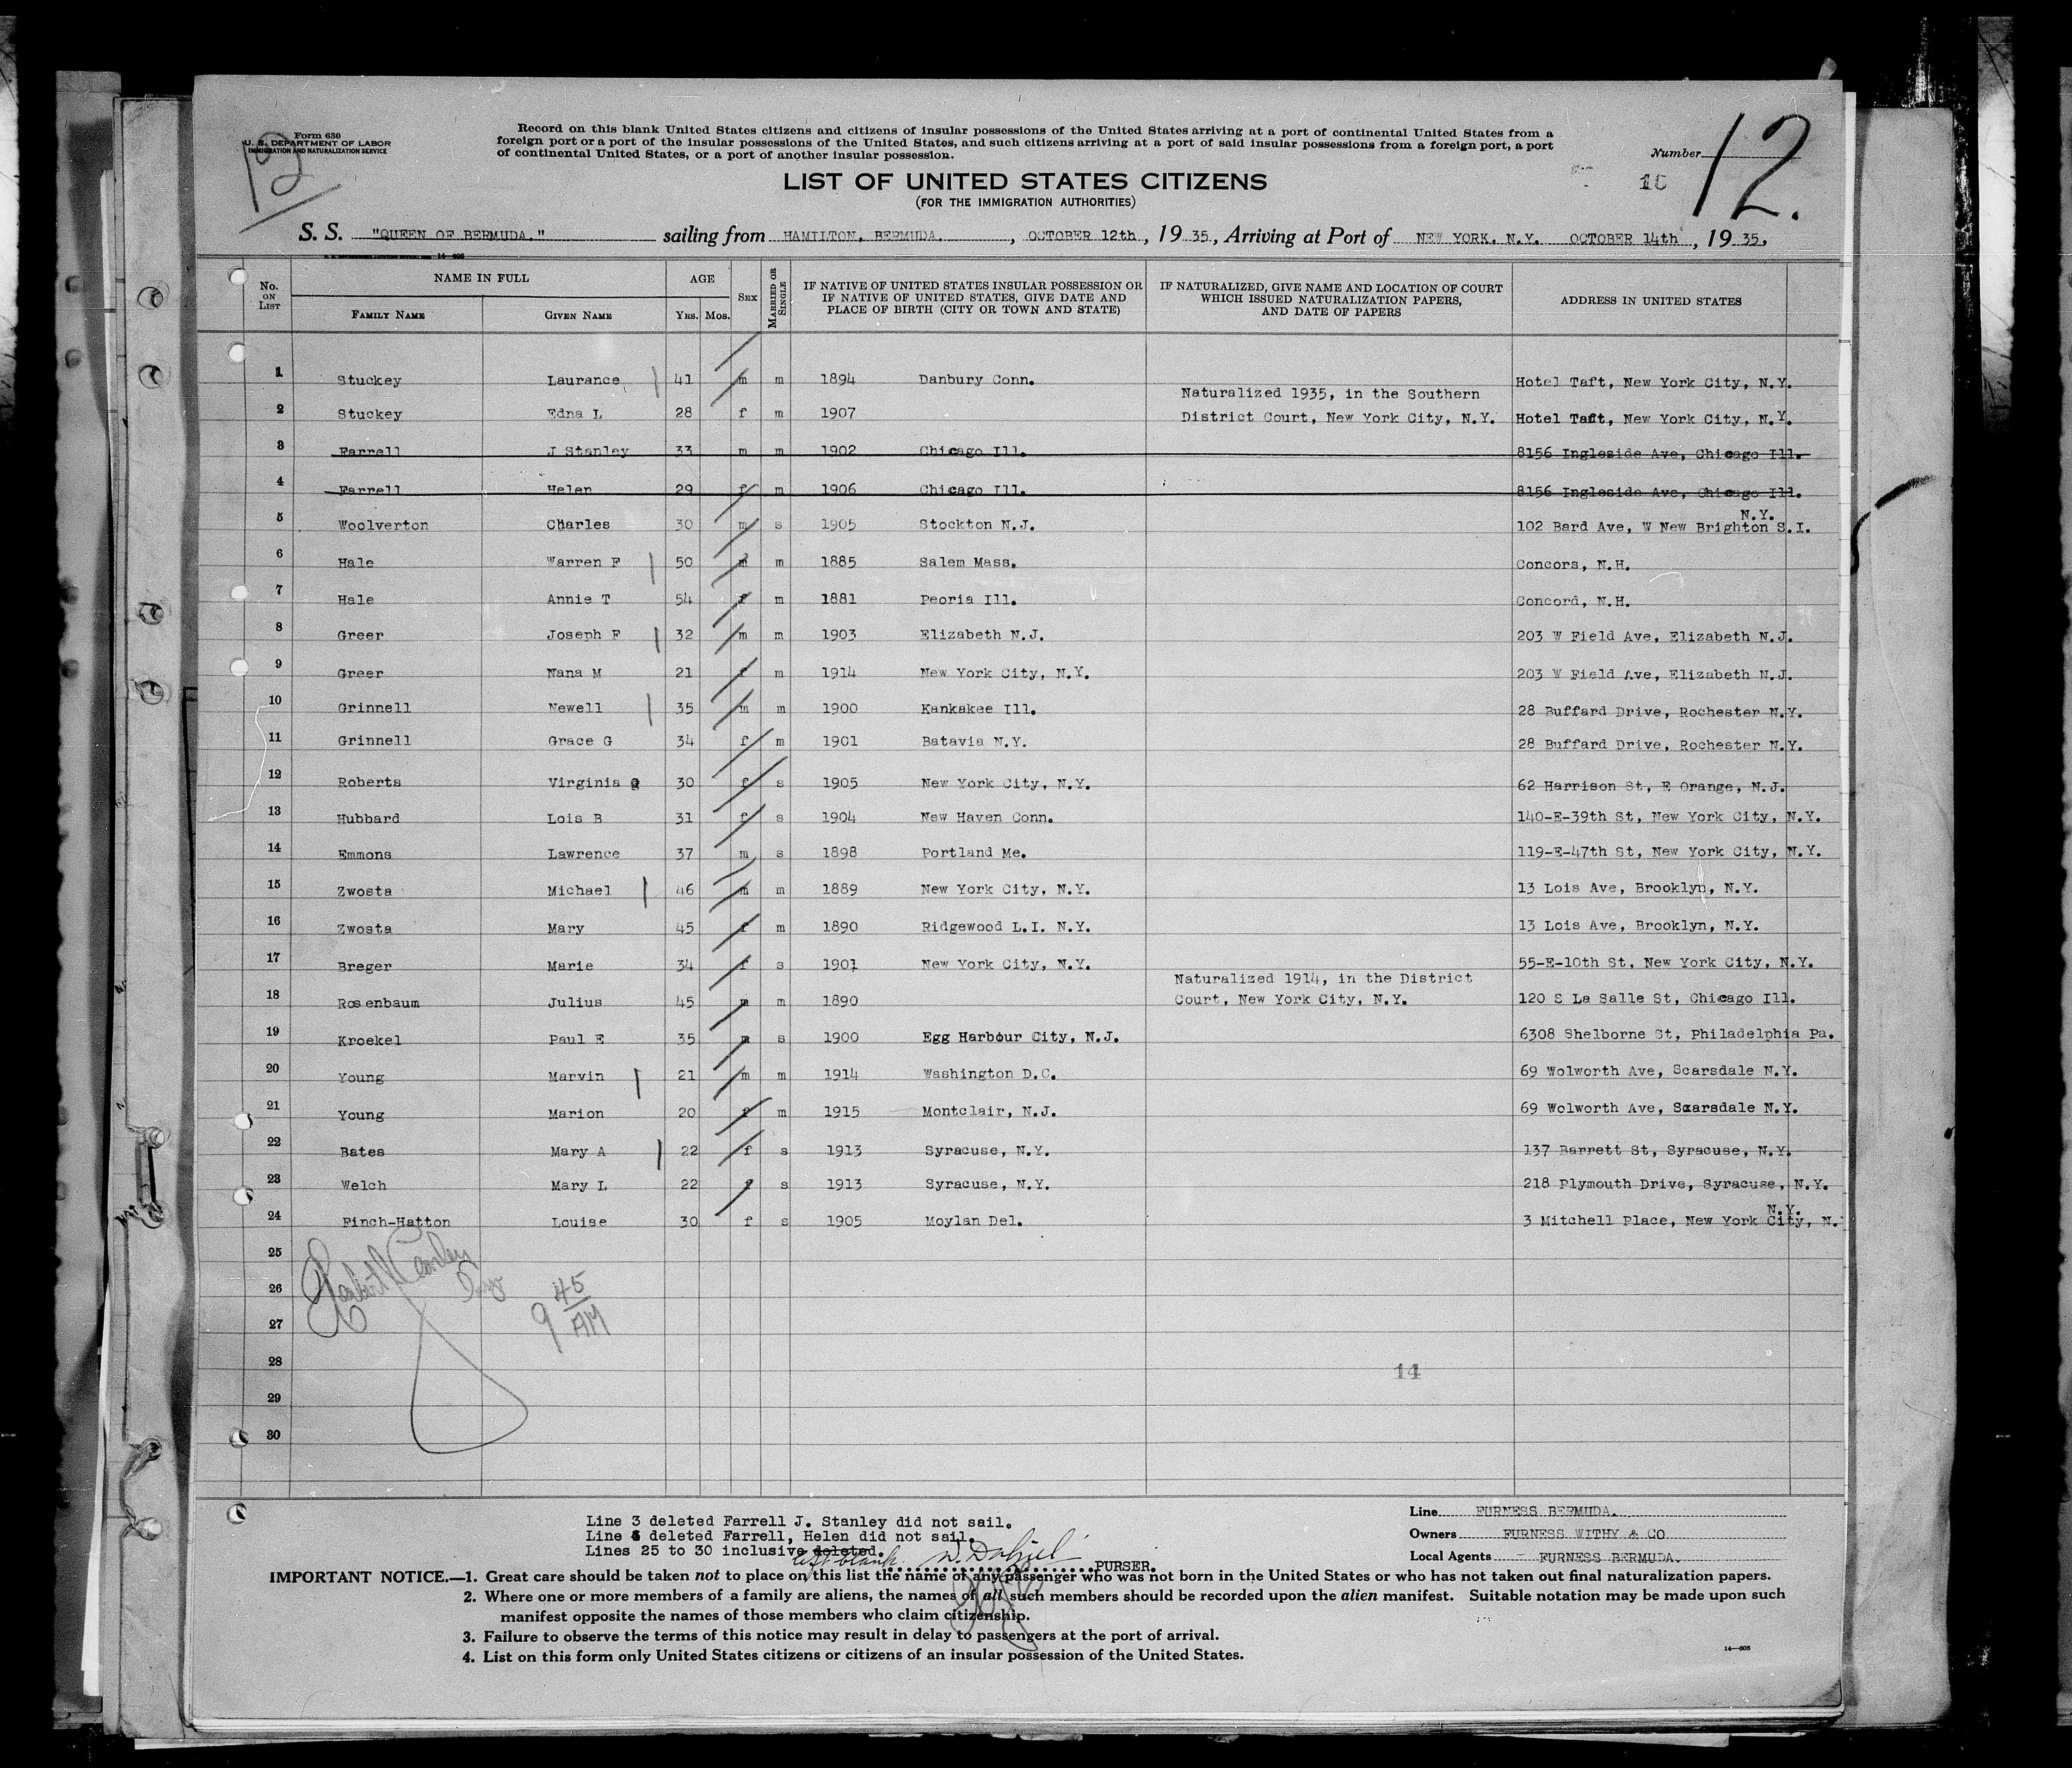 Form 630
U. S. DEPARTMENT OF LABOR
IMMIGRATION AND NATURALIZATION SERVICE
12
Record on this blank United States citizens and citizens of insular possessions of the United States arriving at a port of continental United States from a
foreign port or a port of the insular possessions of the United States, and such citizens arriving at a port of said insular possessions from a foreign port, a port
of continental United States, or a port of another insular possession.
Number 12.
LIST OF UNITED STATES CITIZENS
(FOR THE IMMIGRATION AUTHORITIES)
S. S. "QUEEN OF BERMUDA." sailing from HAMILTON. BERMUDA. , OCTOBER 12th , 19 35., Arriving at Port of NEW YORK. N.Y. OCTOBER 14th , 19 35.
14-608
No. ON LIST NAME IN FULL AGE SEX MARRIED OR SINGLE IF NATIVE OF UNITED STATES INSULAR POSSESSION OR IF NATIVE OF UNITED STATES, GIVE DATE AND PLACE OF BIRTH (CITY OR TOWN AND STATE) IF NATURALIZED, GIVE NAME AND LOCATION OF COURT WHICH ISSUED NATURALIZATION PAPERS, AND DATE OF PAPERS ADDRESS IN UNITED STATES
FAMILY NAME GIVEN NAME YRS. MOS.
1 Stuckey Laurance 41 m m 1894 Danbury Conn. Hotel Taft, New York City, N.Y.
Naturalized 1935, in the Southern
2 Stuckey Edna L 28 f m 1907 District Court, New York City, N.Y. Hotel Taft, New York City, N.Y.
3 Farrell J Stanley 33 m m 1902 Chicago Ill. 8156 Ingleside Ave, Chicago Ill.
4 Farrell Helen 29 f m 1906 Chicago Ill. 8156 Ingleside Ave, Chicago Ill.
N.Y.
5 Woolverton Charles 30 m s 1905 Stockton N.J. 102 Bard Ave, W New Brighton S.I.
6 Hale Warren F 50 m m 1885 Salem Mass. Concors, N.H.
7 Hale Annie T 54 f m 1881 Peoria Ill. Concord, N.H.
8 Greer Joseph F 32 m m 1903 Elizabeth N.J. 203 W Field Ave, Elizabeth N.J.
9 Greer Nana M 21 f m 1914 New York City, N.Y. 203 W Field Ave, Elizabeth N.J.
10 Grinnell Newell 35 m m 1900 Kankakee Ill. 28 Buffard Drive, Rochester N.Y.
11 Grinnell Grace G 34 f m 1901 Batavia N.Y. 28 Buffard Drive, Rochester N.Y.
12 Roberts Virginia 30 f s 1905 New York City, N.Y. 62 Harrison St, E Orange, N.J.
13 Hubbard Lois B 31 f s 1904 New Haven Conn. 140-E-39th St, New York City, N.Y.
14 Emmons Lawrence 37 m s 1898 Portland Me. 119-E-47th St, New York City, N.Y.
15 Zwosta Michael 46 m m 1889 New York City, N.Y. 13 Lois Ave, Brooklyn, N.Y.
16 Zwosta Mary 45 f m 1890 Ridgewood L.I. N.Y. 13 Lois Ave, Brooklyn, N.Y.
17 Breger Marie 34 f s 1901 New York City, N.Y. 55-E-10th St, New York City, N.Y.
Naturalized 1914, in the District
18 Rosenbaum Julius 45 m m 1890 Court, New York City, N.Y. 120 S La Salle St, Chicago Ill.
19 Kroekel Paul E 35 m s 1900 Egg Harbour City, N.J. 6308 Shelborne St, Philadelphia Pa.
20 Young Marvin 21 m m 1914 Washington D.C. 69 Wolworth Ave, Scarsdale N.Y.
21 Young Marion 20 f m 1915 Montclair, N.J. 69 Wolworth Ave, Scarsdale N.Y.
22 Bates Mary A 22 f s 1913 Syracuse, N.Y. 137 Barrett St, Syracuse, N.Y.
23 Welch Mary L 22 f s 1913 Syracuse, N.Y. 218 Plymouth Drive, Syracuse, N.Y.
N.Y.
24 Finch-Hatton Louise 30 f s 1905 Moylan Del. 3 Mitchell Place, New York City, N.
25
26
27
28
29
30
9 45 AM
14
Line 3 deleted Farrell J. Stanley did not sail.
Line 4 deleted Farrell, Helen did not sail.
Lines 25 to 30 inclusive deleted.
left blank
PURSER.
Line FURNESS BERMUDA.
Owners FURNESS WITHY & CO
Local Agents FURNESS BERMUDA.
IMPORTANT NOTICE.—1. Great care should be taken not to place on this list the name of any passenger who was not born in the United States or who has not taken out final naturalization papers.
2. Where one or more members of a family are aliens, the names of all such members should be recorded upon the alien manifest. Suitable notation may be made upon such
manifest opposite the names of those members who claim citizenship.
3. Failure to observe the terms of this notice may result in delay to passengers at the port of arrival.
4. List on this form only United States citizens or citizens of an insular possession of the United States.
14-608